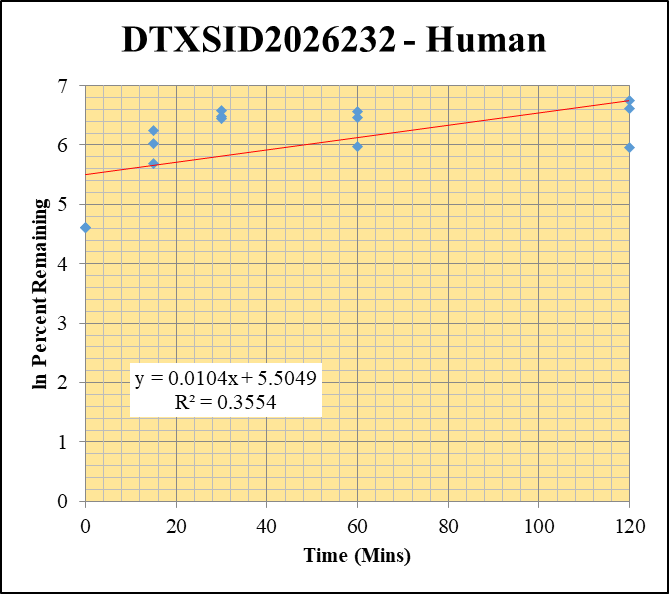 DTXSID2026232 - Human
7
6
5
4
3
2
1
0
ln Percent Remaining
y = 0.0104x + 5.5049
R² = 0.3554
0 20 40 60 80 100 120
Time (Mins)